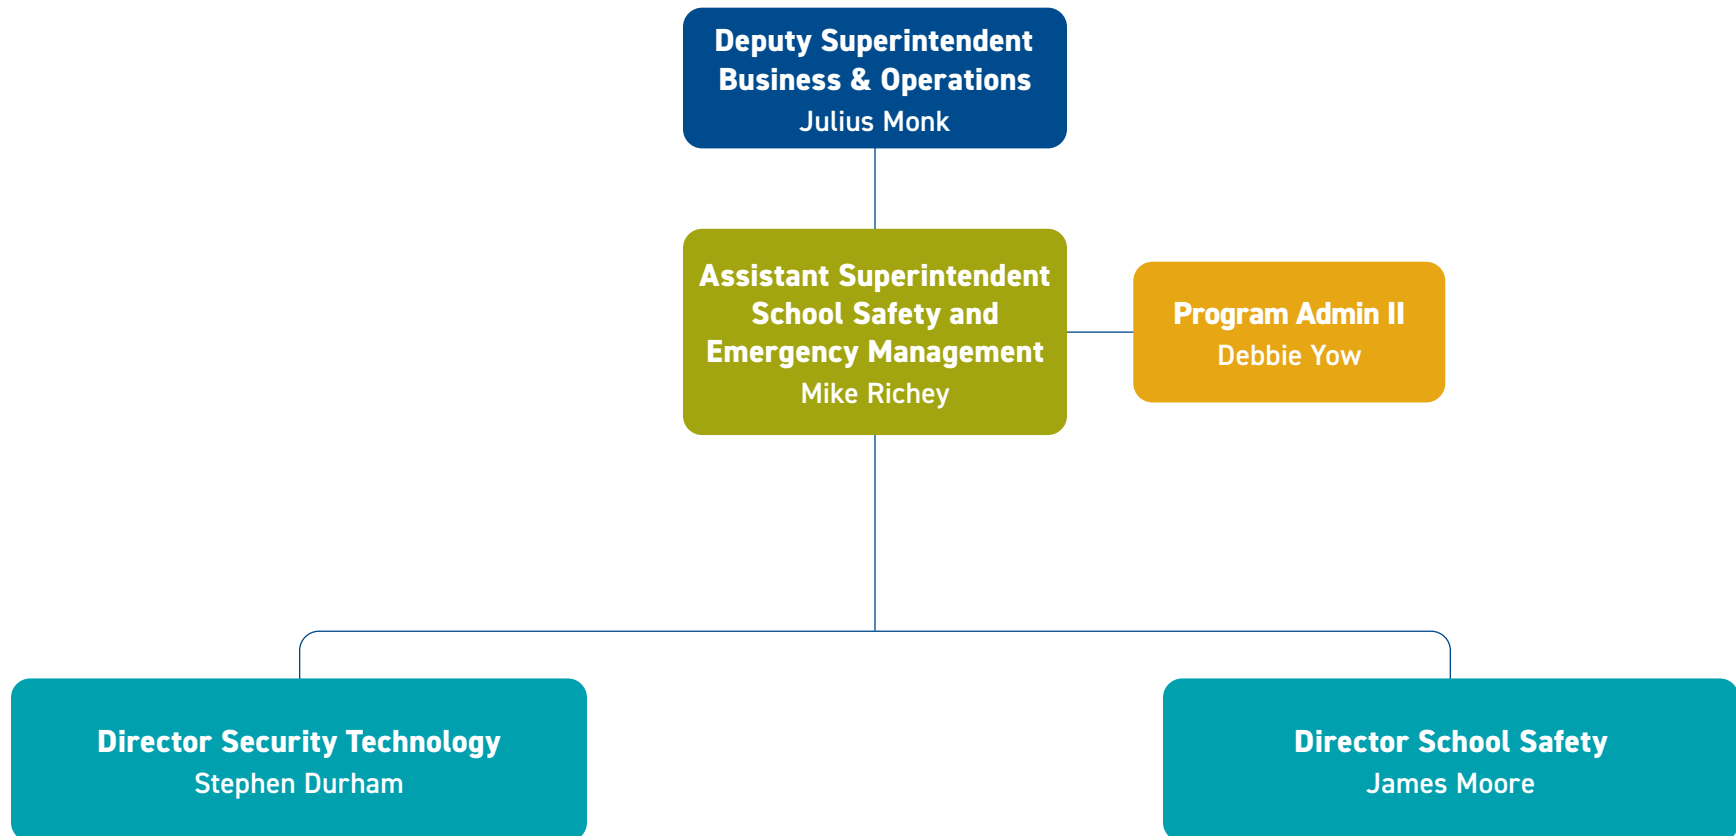 Deputy Superintendent
Business & Operations
Julius Monk
Assistant Superintendent
School Safety and
Emergency Management
Mike Richey
Program Admin II
Debbie Yow
Director Security Technology
Stephen Durham
Director School Safety
James Moore